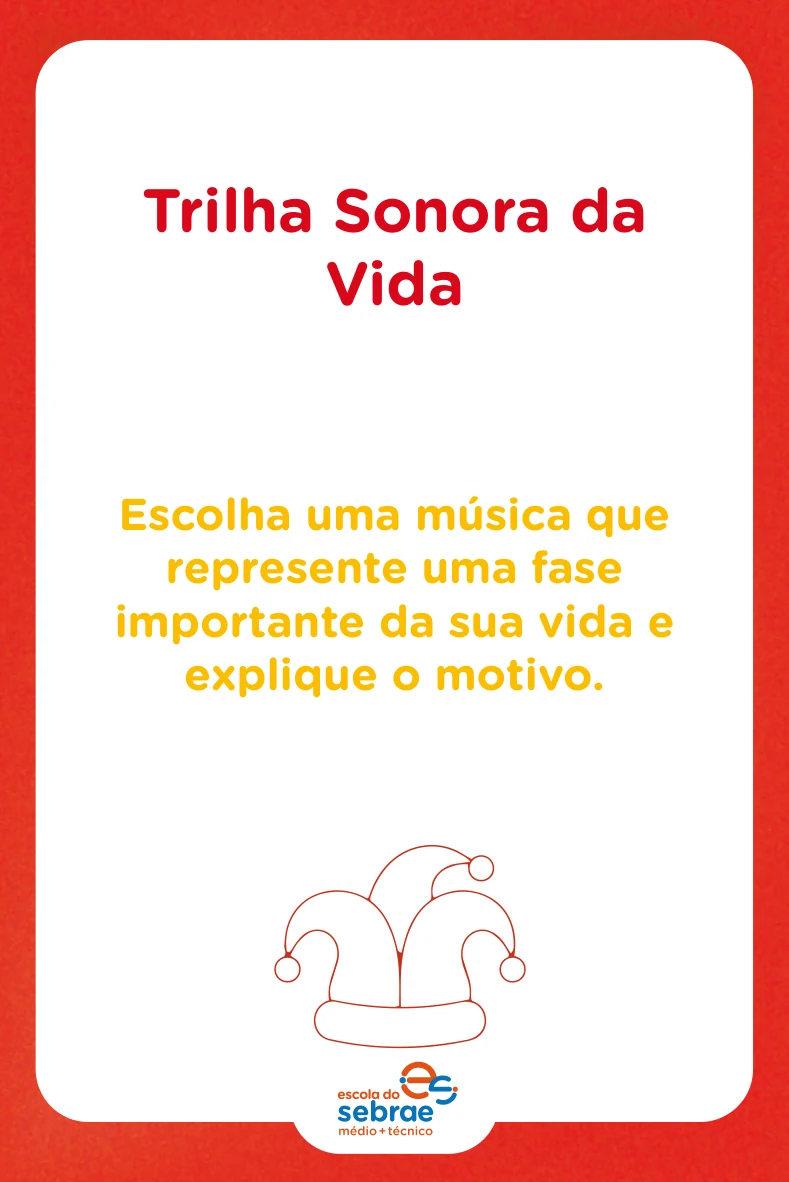 Trilha Sonora da
Vida
Escolha uma música que
represente uma fase
importante da sua vida e
explique o motivo.
escola do
sebrae
médio + técnico